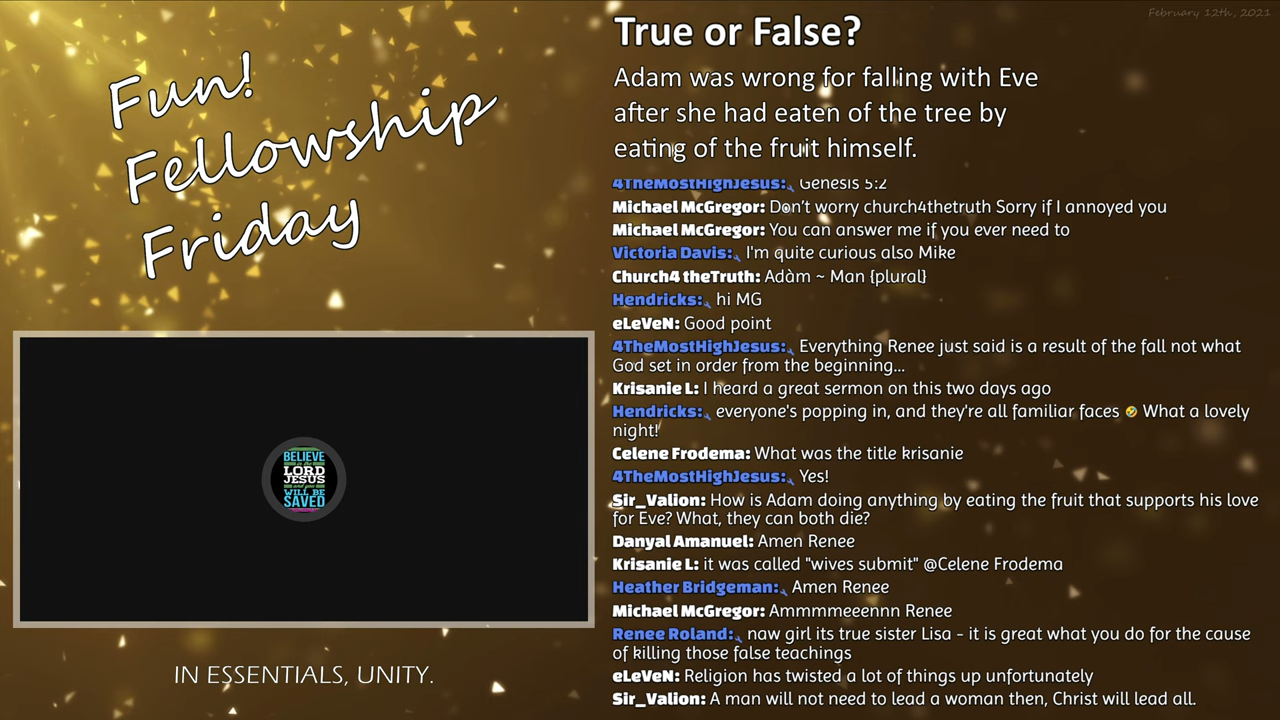 February 12th, 2021
Fun!
Fellowship
Friday
True or False?
Adam was wrong for falling with Eve
after she had eaten of the tree by
eating of the fruit himself.
4TheMostHighJesus: Genesis 5:2
Michael McGregor: Don't worry church4thetruth Sorry if I annoyed you
Michael McGregor: You can answer me if you ever need to
Victoria Davis: I'm quite curious also Mike
Church4 theTruth: Adàm ~ Man {plural}
Hendricks: hi MG
eLeVeN: Good point
4TheMostHighJesus: Everything Renee just said is a result of the fall not what
God set in order from the beginning...
Krisanie L: I heard a great sermon on this two days ago
Hendricks: everyone's popping in, and they're all familiar faces 🤣 What a lovely
night!
Celene Frodema: What was the title krisanie
4TheMostHighJesus: Yes!
Sir_Valion: How is Adam doing anything by eating the fruit that supports his love
for Eve? What, they can both die?
Danyal Amanuel: Amen Renee
Krisanie L: it was called "wives submit" @Celene Frodema
Heather Bridgeman: Amen Renee
Michael McGregor: Ammmmeeennn Renee
Renee Roland: naw girl its true sister Lisa - it is great what you do for the cause
of killing those false teachings
eLeVeN: Religion has twisted a lot of things up unfortunately
Sir_Valion: A man will not need to lead a woman then, Christ will lead all.
BELIEVE
LORD
JESUS
WILL BE
SAVED
IN ESSENTIALS, UNITY.